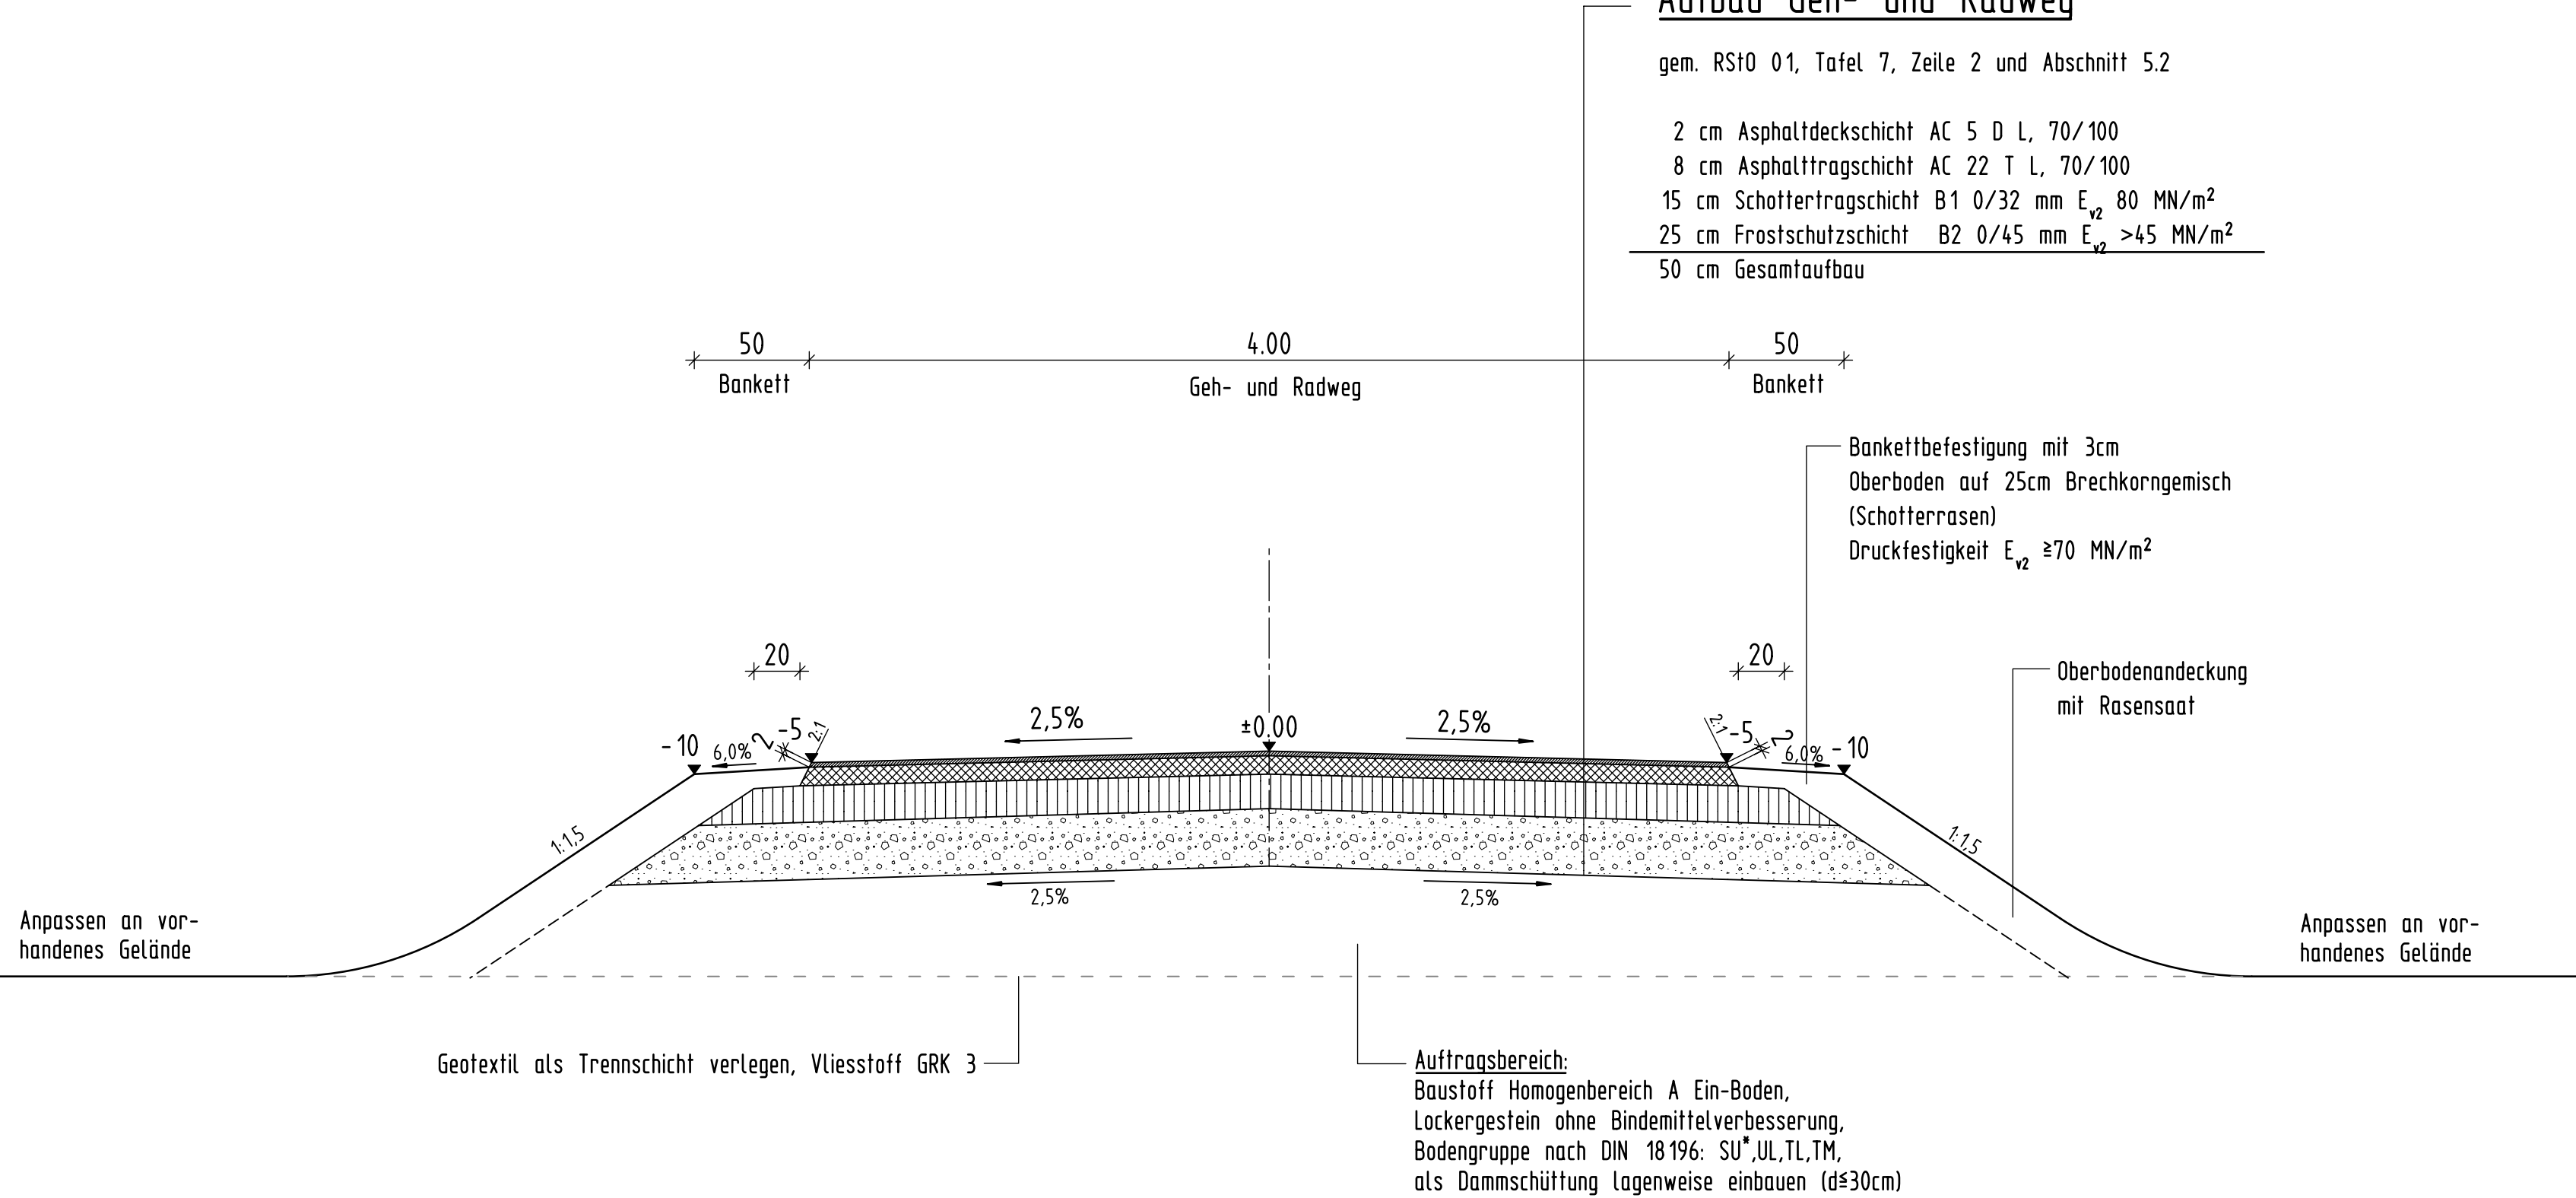 Aufbau Geh- und Radweg
gem. RStO 01, Tafel 7, Zeile 2 und Abschnitt 5.2
2 cm Asphaltdeckschicht AC 5 D L, 70/100
8 cm Asphalttragschicht AC 22 T L, 70/100
15 cm Schottertragschicht B1 0/32 mm Ev2 80 MN/m²
25 cm Frostschutzschicht B2 0/45 mm Ev2 >45 MN/m²
50 cm Gesamtaufbau
50 4.00 50
Bankett Geh- und Radweg Bankett
Bankettbefestigung mit 3cm
Oberboden auf 25cm Brechkorngemisch
(Schotterrasen)
Druckfestigkeit Ev2 ≧70 MN/m²
20 20
Oberbodenandeckung
mit Rasensaat
-10 6,0% 2 -5 2:1 2,5% ±0.00 2,5% 2:1 -5 2 6,0% -10
1:1,5 1:1,5
2,5% 2,5%
Anpassen an vor-
handenes Gelände
Anpassen an vor-
handenes Gelände
Geotextil als Trennschicht verlegen, Vliesstoff GRK 3
Auftragsbereich:
Baustoff Homogenbereich A Ein-Boden,
Lockergestein ohne Bindemittelverbesserung,
Bodengruppe nach DIN 18196: SU*,UL,TL,TM,
als Dammschüttung lagenweise einbauen (d≦30cm)